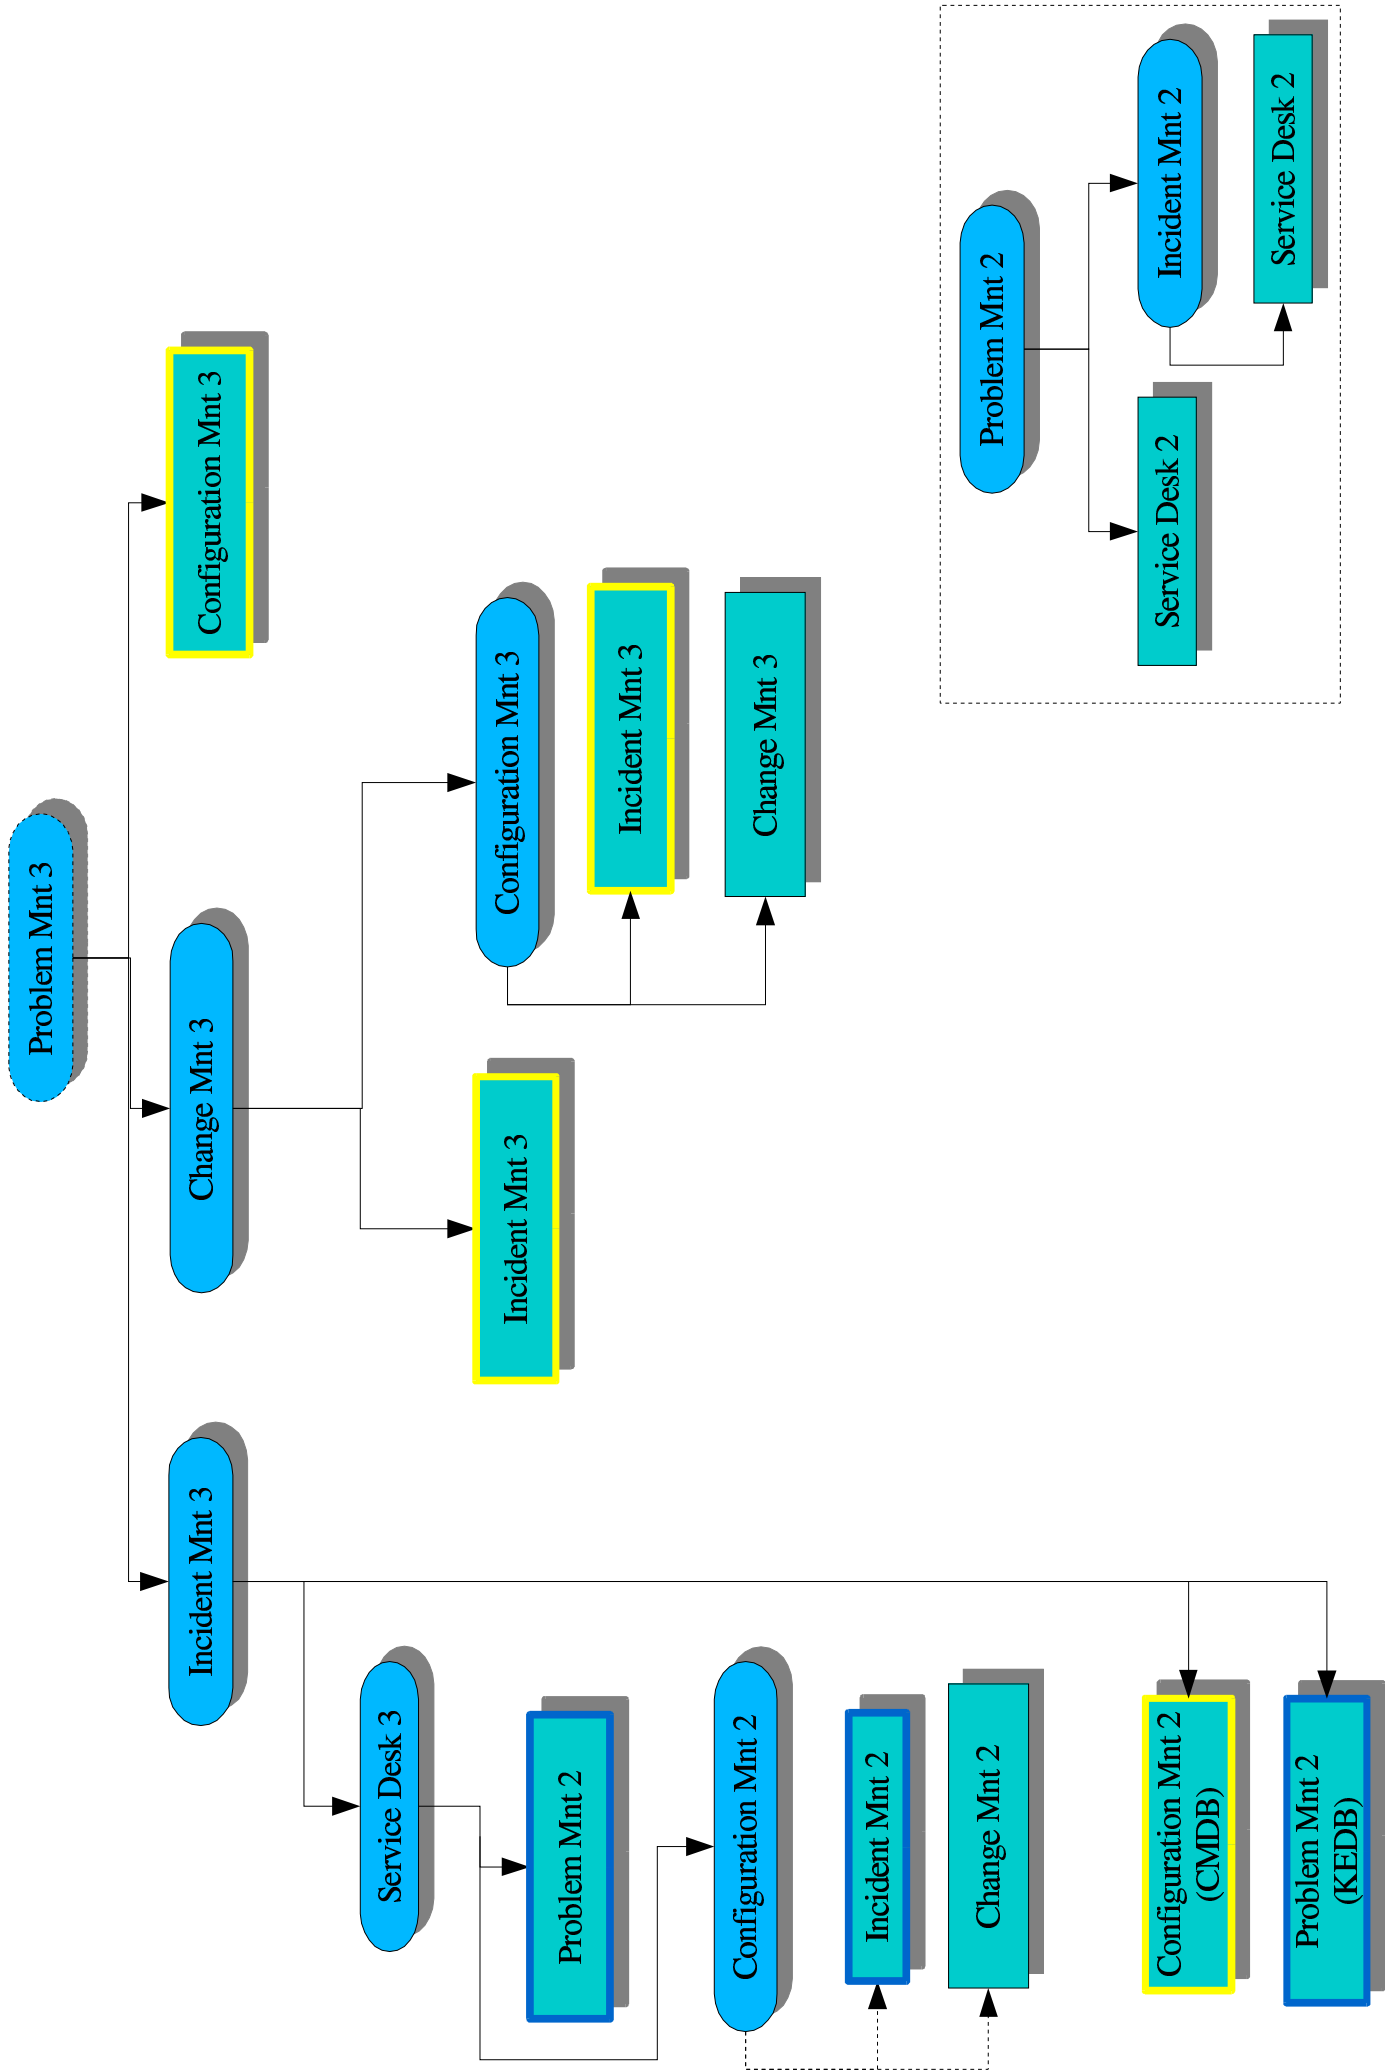 Problem Mnt 3
Incident Mnt 3
Change Mnt 3
Configuration Mnt 3
Service Desk 3
Problem Mnt 2
Configuration Mnt 2
Incident Mnt 2
Change Mnt 2
Configuration Mnt 2
(CMDB)
Problem Mnt 2
(KEDB)
Incident Mnt 3
Configuration Mnt 3
Incident Mnt 3
Change Mnt 3
Problem Mnt 2
Service Desk 2
Incident Mnt 2
Service Desk 2